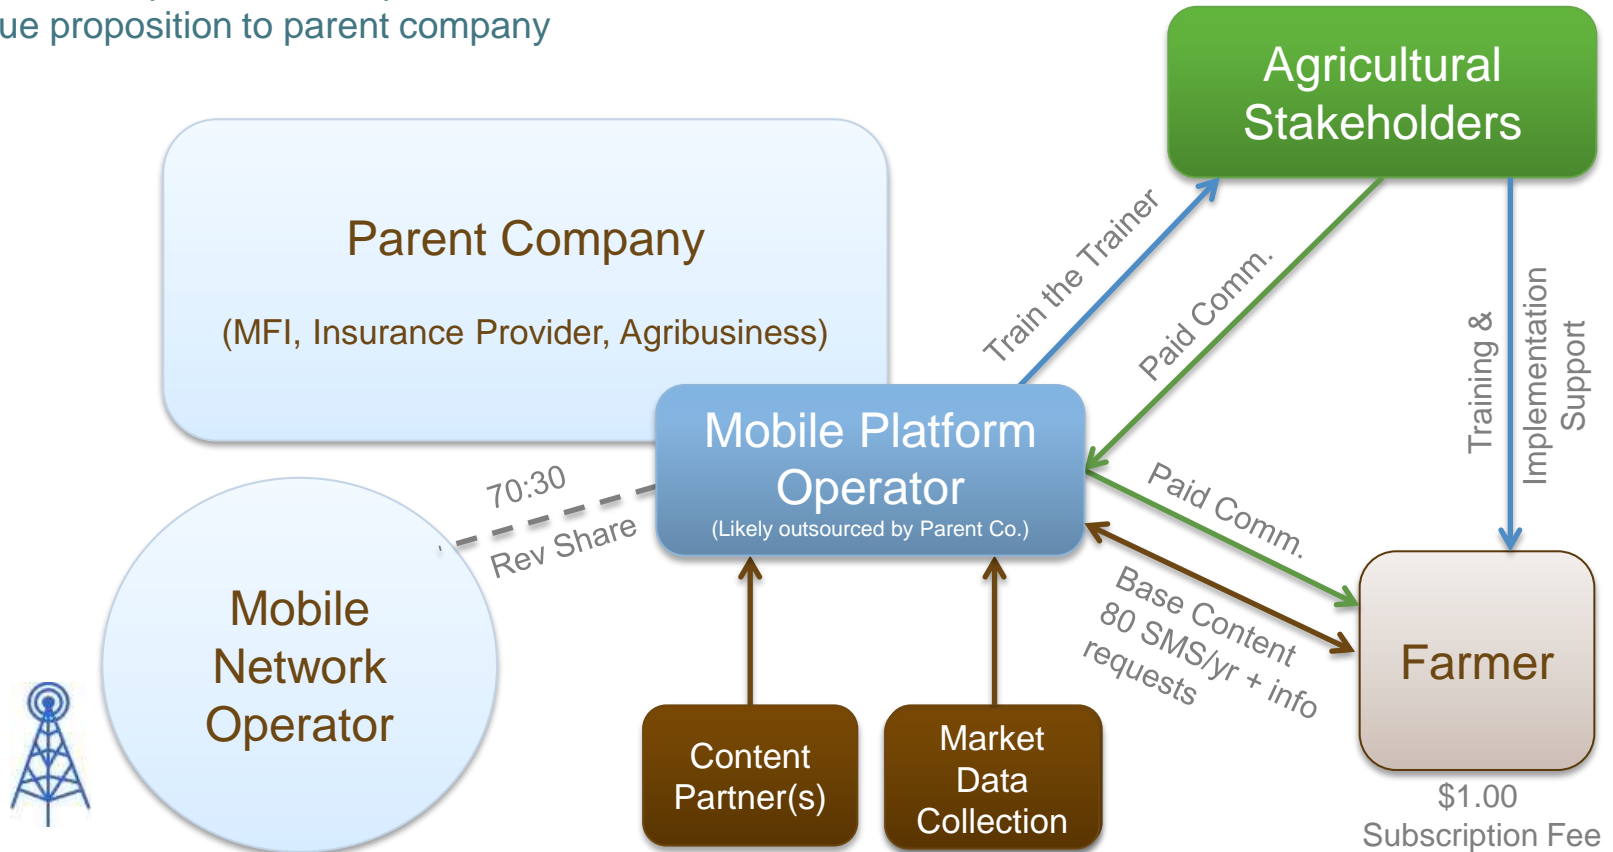 ue proposition to parent company
Agricultural
Stakeholders
Parent Company
(MFI, Insurance Provider, Agribusiness)
Train the Trainer
Paid Comm.
Training &
Implementation
Support
Mobile Platform
Operator
(Likely outsourced by Parent Co.)
70:30
Rev Share
Paid Comm.
Base Content
80 SMS/yr + info
requests
Mobile
Network
Operator
Farmer
Content
Partner(s)
Market
Data
Collection
$1.00
Subscription Fee